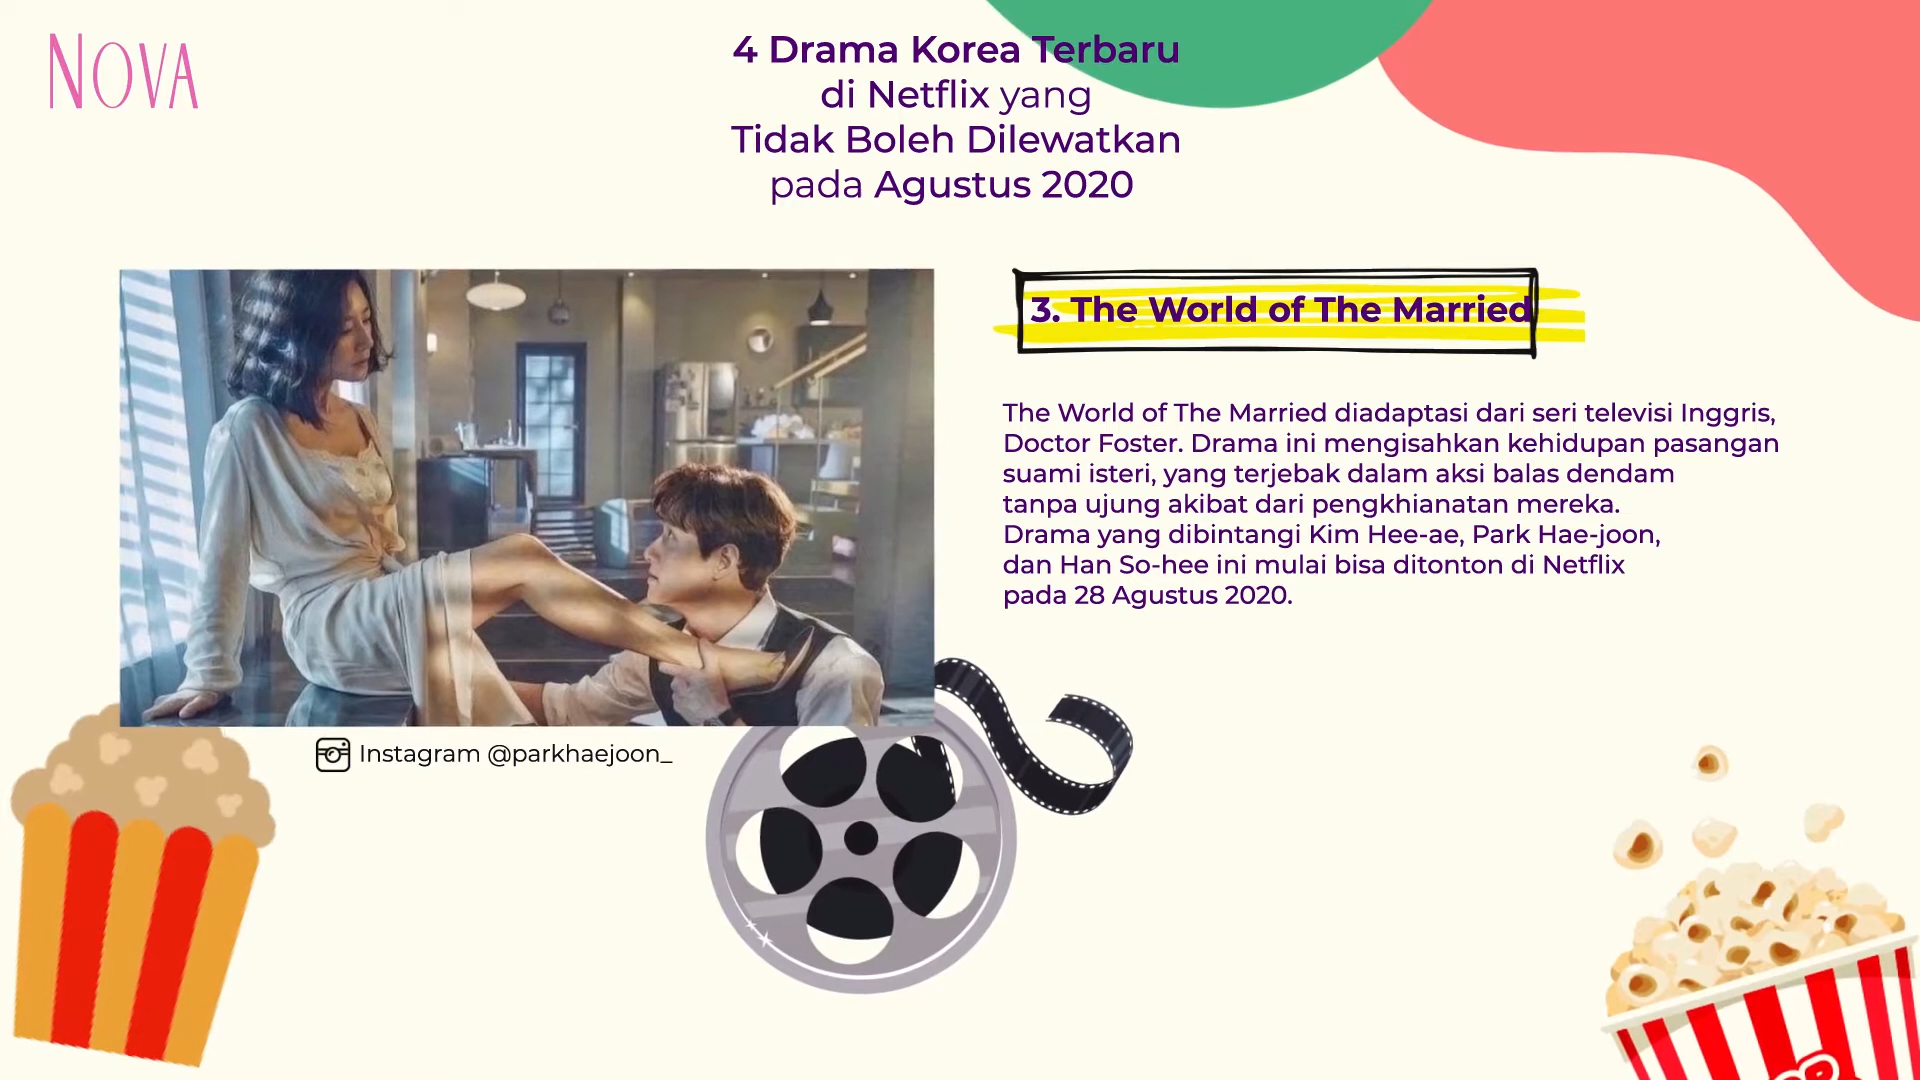 NOVA
4 Drama Korea Terbaru
di Netflix yang
Tidak Boleh Dilewatkan
pada Agustus 2020
3. The World of The Married
The World of The Married diadaptasi dari seri televisi Inggris,
Doctor Foster. Drama ini mengisahkan kehidupan pasangan
suami isteri, yang terjebak dalam aksi balas dendam
tanpa ujung akibat dari pengkhianatan mereka.
Drama yang dibintangi Kim Hee-ae, Park Hae-joon,
dan Han So-hee ini mulai bisa ditonton di Netflix
pada 28 Agustus 2020.
Instagram @parkhaejoon_